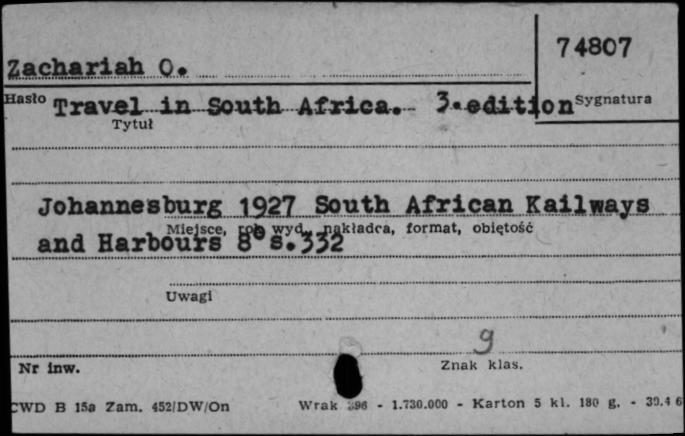 74807
Zachariah O.
Hasło Travel in South Africa. 3.edition Sygnatura
Tytuł
Johannesburg 1927 South African Kailways
Miejsce, rok wyd., nakładca, format, objętość
and Harbours 8° s.332
Uwagi
9
Nr inw. Znak klas.
CWD B 15a Zam. 452/DW/On Wrak 396 - 1.730.000 - Karton 5 kl. 180 g. - 30.4 6